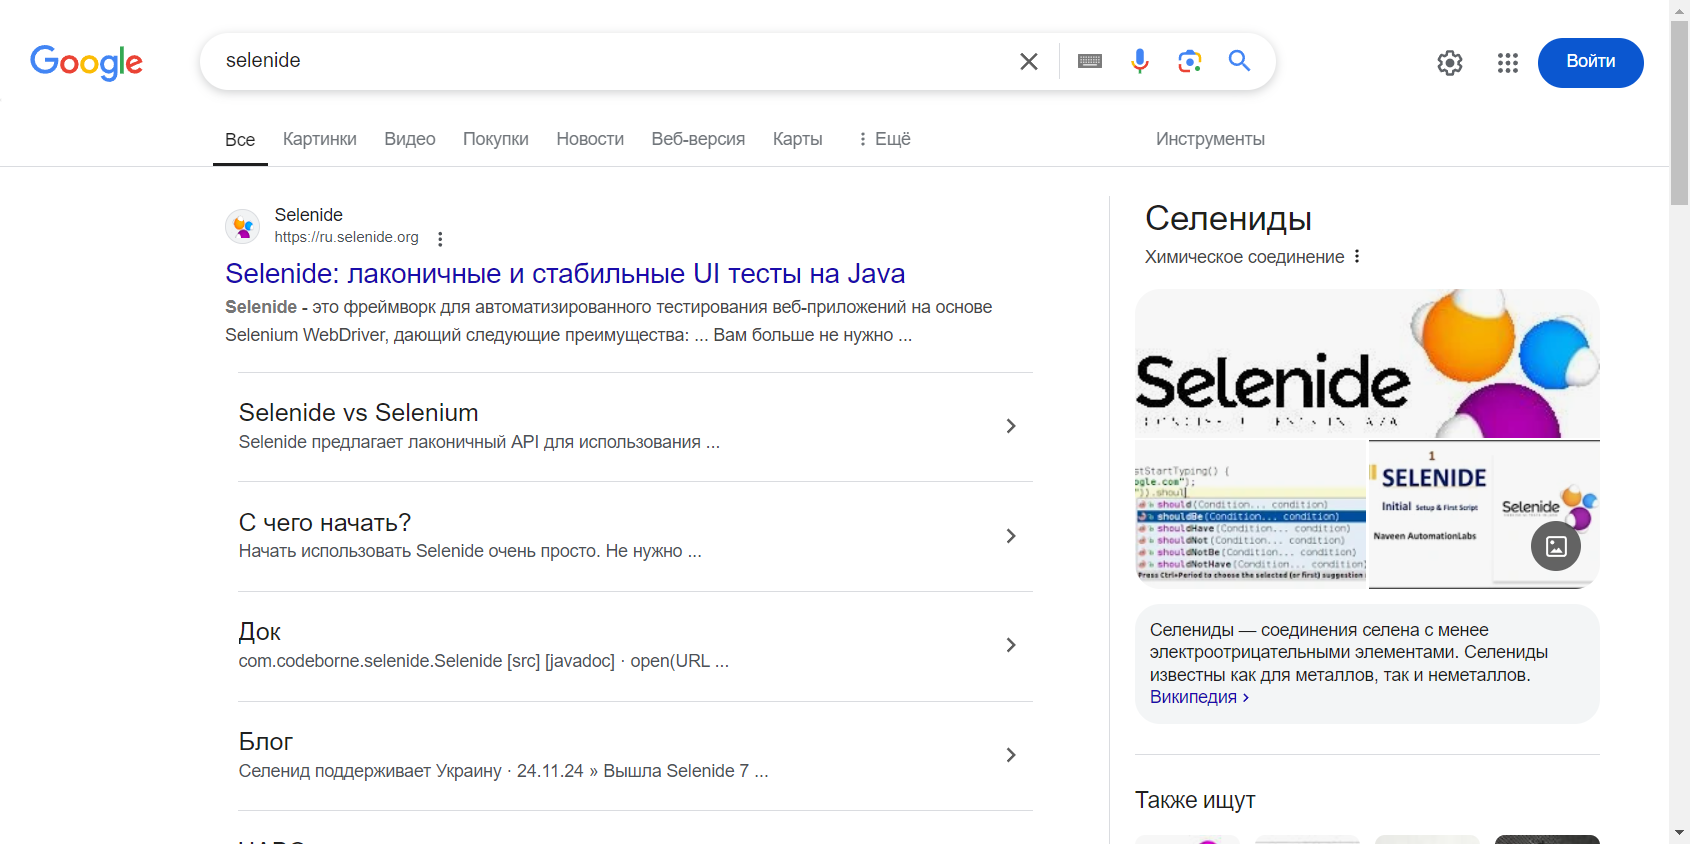 Google
selenide
Войти
Все
Картинки
Видео
Покупки
Новости
Веб-версия
Карты
Ещё
Инструменты
Selenide
https://ru.selenide.org
Selenide: лаконичные и стабильные UI тесты на Java
Selenide - это фреймворк для автоматизированного тестирования веб-приложений на основе
Selenium WebDriver, дающий следующие преимущества: ... Вам больше не нужно ...
Selenide vs Selenium
Selenide предлагает лаконичный API для использования ...
С чего начать?
Начать использовать Selenide очень просто. Не нужно ...
Док
com.codeborne.selenide.Selenide [src] [javadoc] · open(URL ...
Блог
Селенид поддерживает Украину · 24.11.24 » Вышла Selenide 7 ...
Селениды
Химическое соединение
Selenide
stStartTyping() {
ogle.com");
")).shoul
should(Condition... condition)
shouldBe(Condition... condition)
shouldHave(Condition... condition)
shouldNot(Condition... condition)
shouldNotBe(Condition... condition)
shouldNotHave(Condition... condition)
Press Ctrl+Period to choose the selected (or first) suggestion
1
SELENIDE
Initial Setup & First Script
Naveen AutomationLabs
Selenide
Селениды — соединения селена с менее
электроотрицательными элементами. Селениды
известны как для металлов, так и неметаллов.
Википедия ›
Также ищут